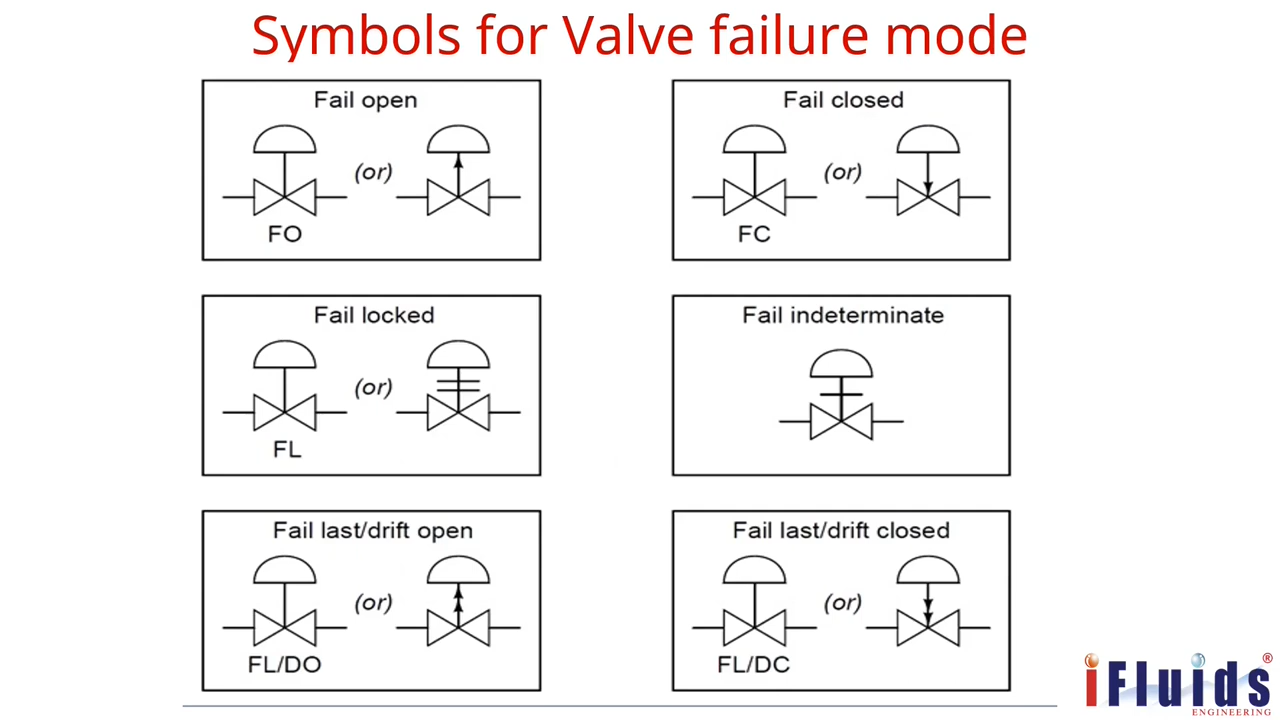 Symbols for Valve failure mode
Fail open
(or)
FO
Fail closed
(or)
FC
Fail locked
(or)
FL
Fail indeterminate
Fail last/drift open
(or)
FL/DO
Fail last/drift closed
(or)
FL/DC
iFluids®
ENGINEERING